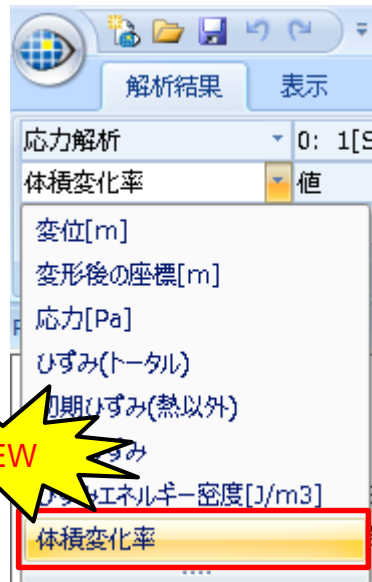 解析結果 表示
応力解析 0: 1[S
体積変化率 値
変位[m]
変形後の座標[m]
応力[Pa]
ひずみ(トータル)
初期ひずみ(熱以外)
ずみ
EW
ひずみエネルギー密度[J/m3]
体積変化率